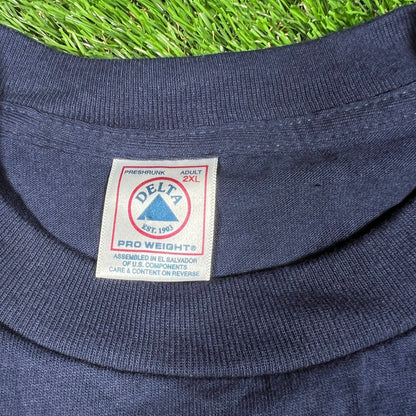 PRESHRUNK ADULT
2XL
DELTA
EST. 1903
PRO WEIGHT®
ASSEMBLED IN EL SALVADOR
OF U.S. COMPONENTS
CARE & CONTENT ON REVERSE